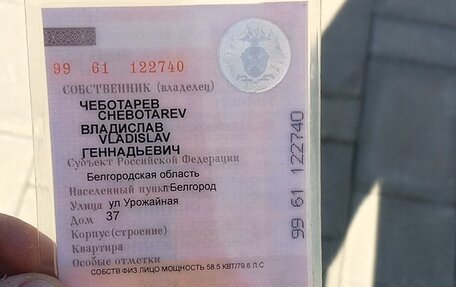 99 61 122740
СОБСТВЕННИК (владелец)
ЧЕБОТАРЕВ
CHEBOTAREV
ВЛАДИСЛАВ
VLADISLAV
ГЕННАДЬЕВИЧ
Субъект Российской Федерации
Белгородская область
Населенный пункт Белгород
Улица ул Урожайная
Дом 37
Корпус(строение)
Квартира
Особые отметки
СОБСТВ ФИЗ ЛИЦО МОЩНОСТЬ 58.5 КВТ/79.6 Л С
99 61 122740